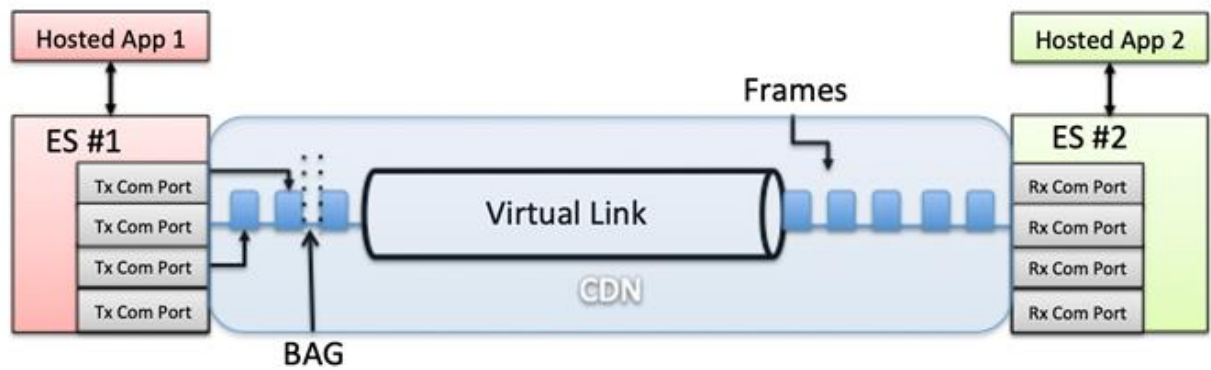 Hosted App 1
Hosted App 2
Frames
ES #1
ES #2
Tx Com Port
Tx Com Port
Tx Com Port
Tx Com Port
Virtual Link
Rx Com Port
Rx Com Port
Rx Com Port
Rx Com Port
CDN
BAG